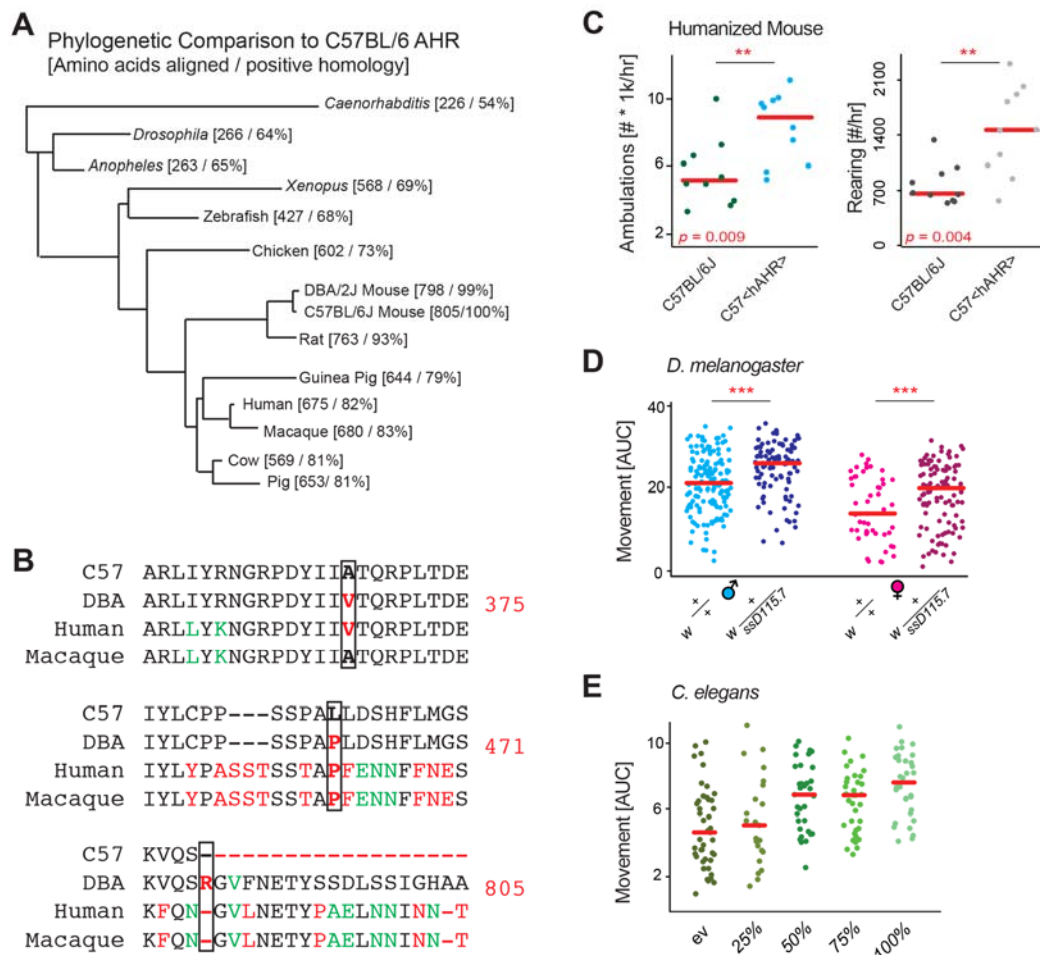 A
Phylogenetic Comparison to C57BL/6 AHR
[Amino acids aligned / positive homology]
Caenorhabditis [226 / 54%]
Drosophila [266 / 64%]
Anopheles [263 / 65%]
Xenopus [568 / 69%]
Zebrafish [427 / 68%]
Chicken [602 / 73%]
DBA/2J Mouse [798 / 99%]
C57BL/6J Mouse [805/100%]
Rat [763 / 93%]
Guinea Pig [644 / 79%]
Human [675 / 82%]
Macaque [680 / 83%]
Cow [569 / 81%]
Pig [653/ 81%]
B
C57 ARLIYRNGRPDYIIATQRPLTDE
DBA ARLIYRNGRPDYIIVTQRPLTDE 375
Human ARLLYKNGRPDYIIVTQRPLTDE
Macaque ARLLYKNGRPDYIIATQRPLTDE
C57 IYLCPP---SSPALLDSHFLMGS
DBA IYLCPP---SSPAPLDSHFLMGS 471
Human IYLYPASSTSSTAPFENNFFNES
Macaque IYLYPASSTSSTAPFENNFFNES
C57 KVQS-------------------
DBA KVQSRGVFNETYSSDLSSIGHAA 805
Human KFQN-GVLNETYPAELNNINN-T
Macaque KFQN-GVLNETYPAELNNINN-T
C
Humanized Mouse
**
Ambulations [# * 1k/hr]
10
6
2
p = 0.009
C57BL/6J
C57<hAHR>
**
Rearing [#/hr]
2100
1400
700
0
p = 0.004
C57BL/6J
C57<hAHR>
D
D. melanogaster
*** ***
Movement [AUC]
40
20
0
♂ ♀
w +/+
w +/ssD115.7
w +/+
w +/ssD115.7
E
C. elegans
Movement [AUC]
10
6
2
ev 25% 50% 75% 100%